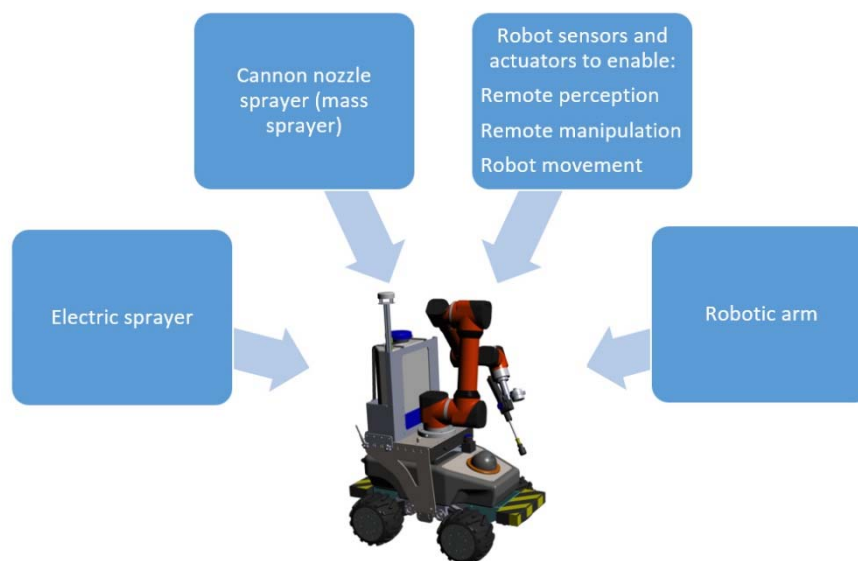 Cannon nozzle
sprayer (mass
sprayer)
Robot sensors and
actuators to enable:
Remote perception
Remote manipulation
Robot movement
Electric sprayer
Robotic arm